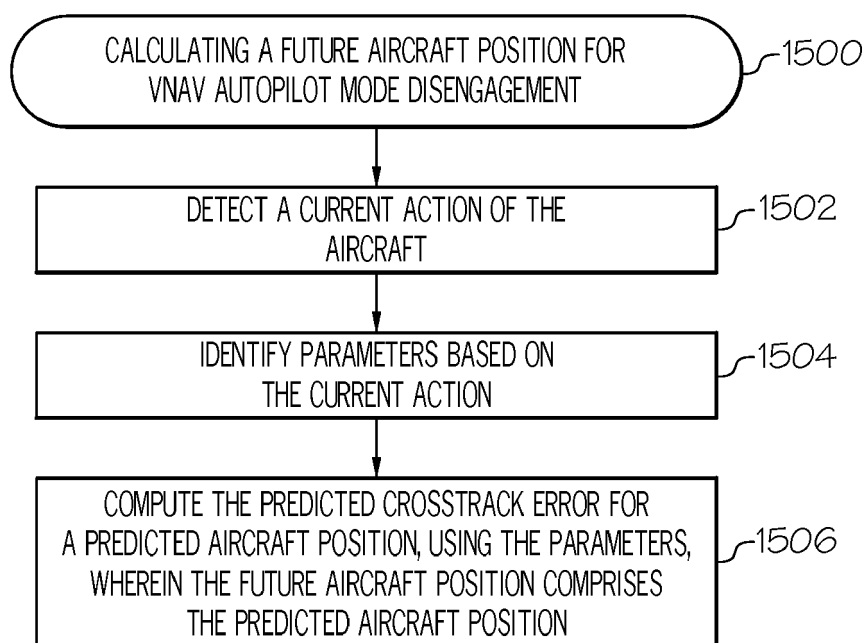 CALCULATING A FUTURE AIRCRAFT POSITION FOR
VNAV AUTOPILOT MODE DISENGAGEMENT
1500
DETECT A CURRENT ACTION OF THE
AIRCRAFT
1502
IDENTIFY PARAMETERS BASED ON
THE CURRENT ACTION
1504
COMPUTE THE PREDICTED CROSSTRACK ERROR FOR
A PREDICTED AIRCRAFT POSITION, USING THE PARAMETERS,
WHEREIN THE FUTURE AIRCRAFT POSITION COMPRISES
THE PREDICTED AIRCRAFT POSITION
1506